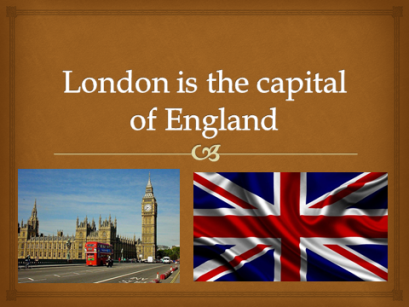 London is the capital
of England